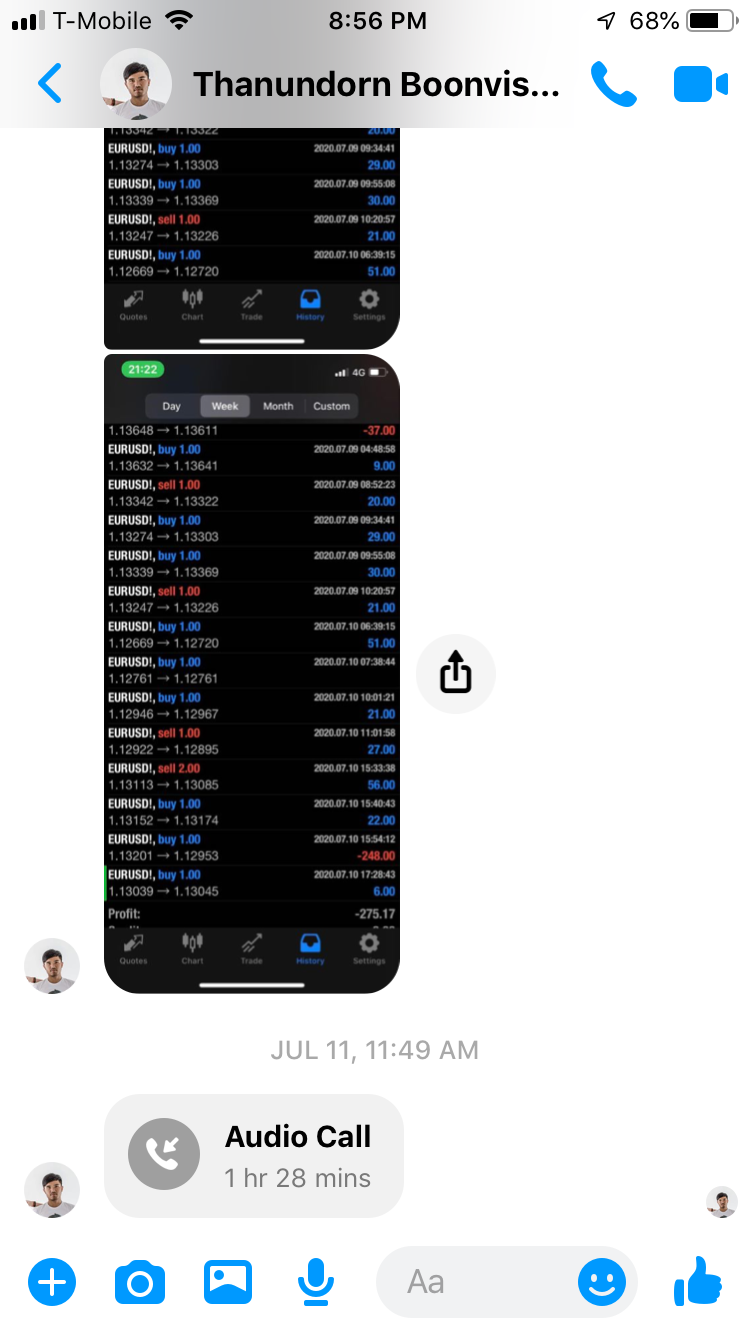 T-Mobile 8:56 PM 68%
Thanundorn Boonvis...
1.13342 → 1.13322 20.00
EURUSD!, buy 1.00 2020.07.09 09:34:41
1.13274 → 1.13303 29.00
EURUSD!, buy 1.00 2020.07.09 09:55:08
1.13339 → 1.13369 30.00
EURUSD!, sell 1.00 2020.07.09 10:20:57
1.13247 → 1.13226 21.00
EURUSD!, buy 1.00 2020.07.10 06:39:15
1.12669 → 1.12720 51.00
Quotes Chart Trade History Settings
21:22 4G
Day Week Month Custom
1.13648 → 1.13611 -37.00
EURUSD!, buy 1.00 2020.07.09 04:48:58
1.13632 → 1.13641 9.00
EURUSD!, sell 1.00 2020.07.09 08:52:23
1.13342 → 1.13322 20.00
EURUSD!, buy 1.00 2020.07.09 09:34:41
1.13274 → 1.13303 29.00
EURUSD!, buy 1.00 2020.07.09 09:55:08
1.13339 → 1.13369 30.00
EURUSD!, sell 1.00 2020.07.09 10:20:57
1.13247 → 1.13226 21.00
EURUSD!, buy 1.00 2020.07.10 06:39:15
1.12669 → 1.12720 51.00
EURUSD!, buy 1.00 2020.07.10 07:38:44
1.12761 → 1.12761
EURUSD!, buy 1.00 2020.07.10 10:01:21
1.12946 → 1.12967 21.00
EURUSD!, sell 1.00 2020.07.10 11:01:58
1.12922 → 1.12895 27.00
EURUSD!, sell 2.00 2020.07.10 15:33:38
1.13113 → 1.13085 56.00
EURUSD!, buy 1.00 2020.07.10 15:40:43
1.13152 → 1.13174 22.00
EURUSD!, buy 1.00 2020.07.10 15:54:12
1.13201 → 1.12953 -248.00
EURUSD!, buy 1.00 2020.07.10 17:28:43
1.13039 → 1.13045 6.00
Profit: -275.17
Quotes Chart Trade History Settings
JUL 11, 11:49 AM
Audio Call
1 hr 28 mins
Aa